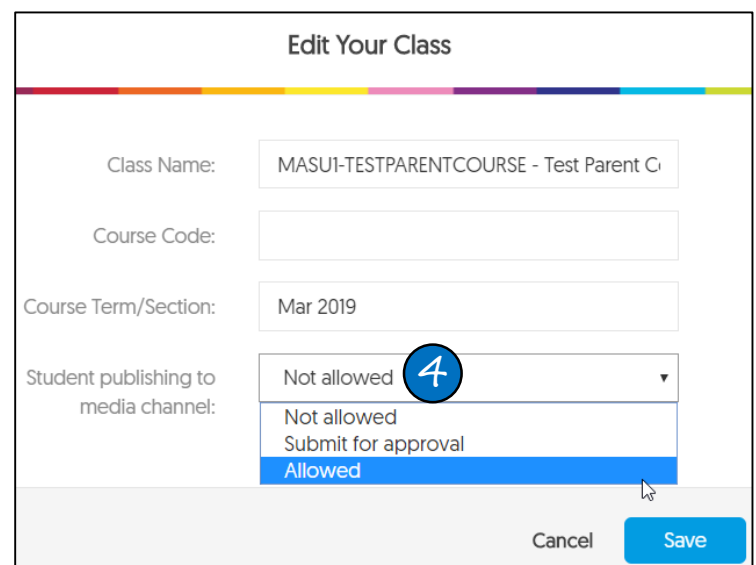 Edit Your Class
Class Name:
MASU1-TESTPARENTCOURSE - Test Parent C
Course Code:
Course Term/Section:
Mar 2019
Student publishing to
media channel:
Not allowed
4
Not allowed
Submit for approval
Allowed
Cancel
Save